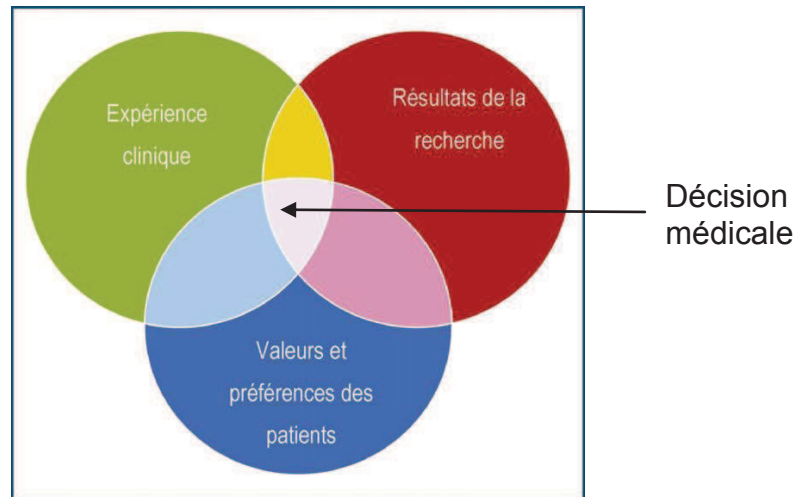 Expérience
clinique
Résultats de la
recherche
Décision
médicale
Valeurs et
préférences des
patients